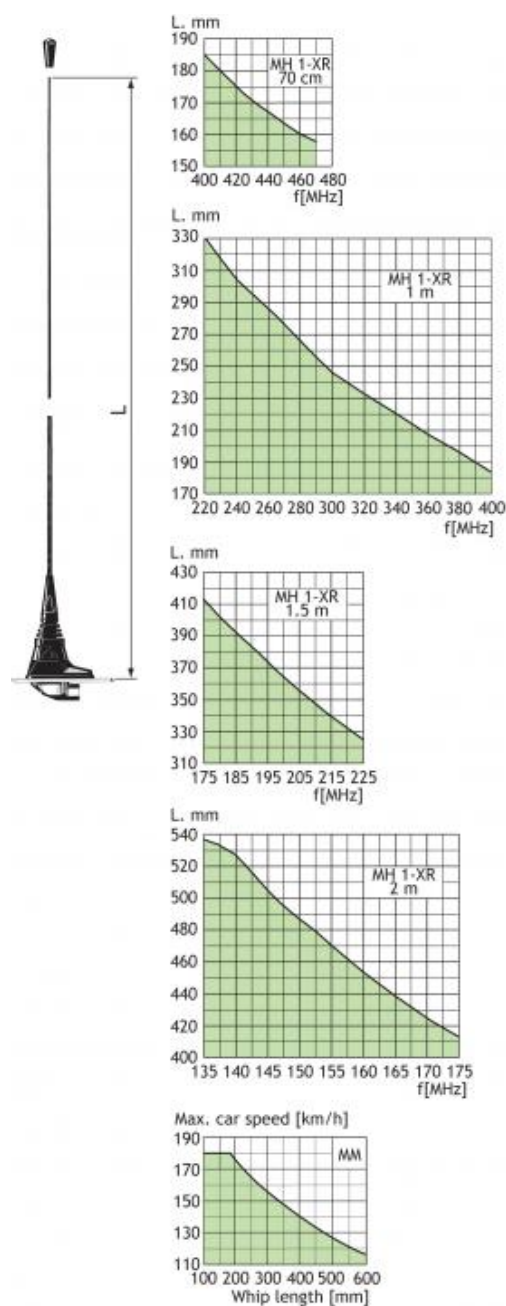 L
L. mm
190
180
170
160
150
MH 1-XR
70 cm
400 420 440 460 480
f[MHz]
L. mm
330
310
290
270
250
230
210
190
170
MH 1-XR
1 m
220 240 260 280 300 320 340 360 380 400
f[MHz]
L. mm
430
410
390
370
350
330
310
MH 1-XR
1.5 m
175 185 195 205 215 225
f[MHz]
L. mm
540
520
500
480
460
440
420
400
MH 1-XR
2 m
135 140 145 150 155 160 165 170 175
f[MHz]
Max. car speed [km/h]
190
170
150
130
110
MM
100 200 300 400 500 600
Whip length [mm]